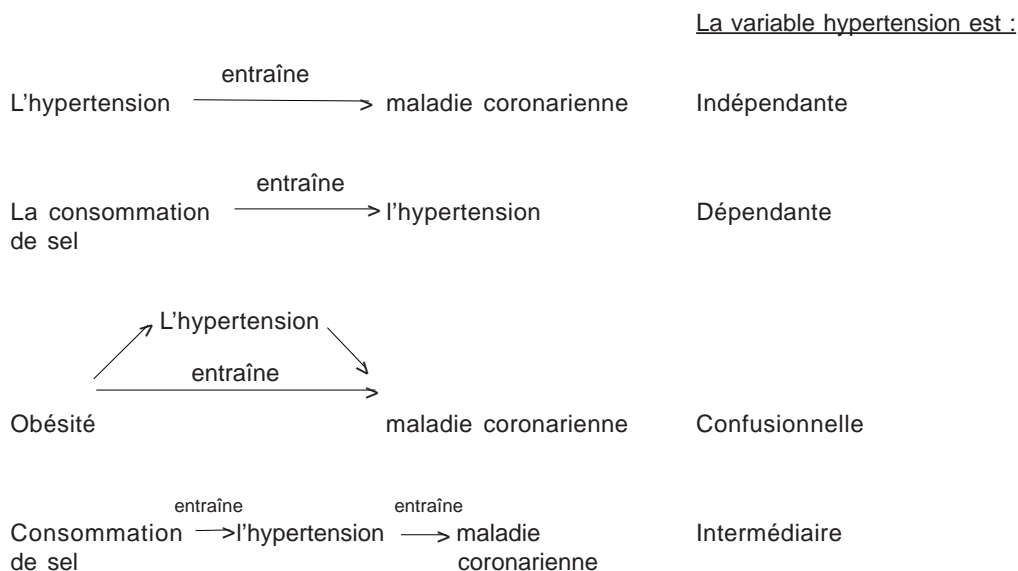 La variable hypertension est :
entraîne
L'hypertension maladie coronarienne Indépendante
entraîne
La consommation l'hypertension Dépendante
de sel
L'hypertension
entraîne
Obésité maladie coronarienne Confusionnelle
entraîne entraîne
Consommation l'hypertension maladie Intermédiaire
de sel coronarienne